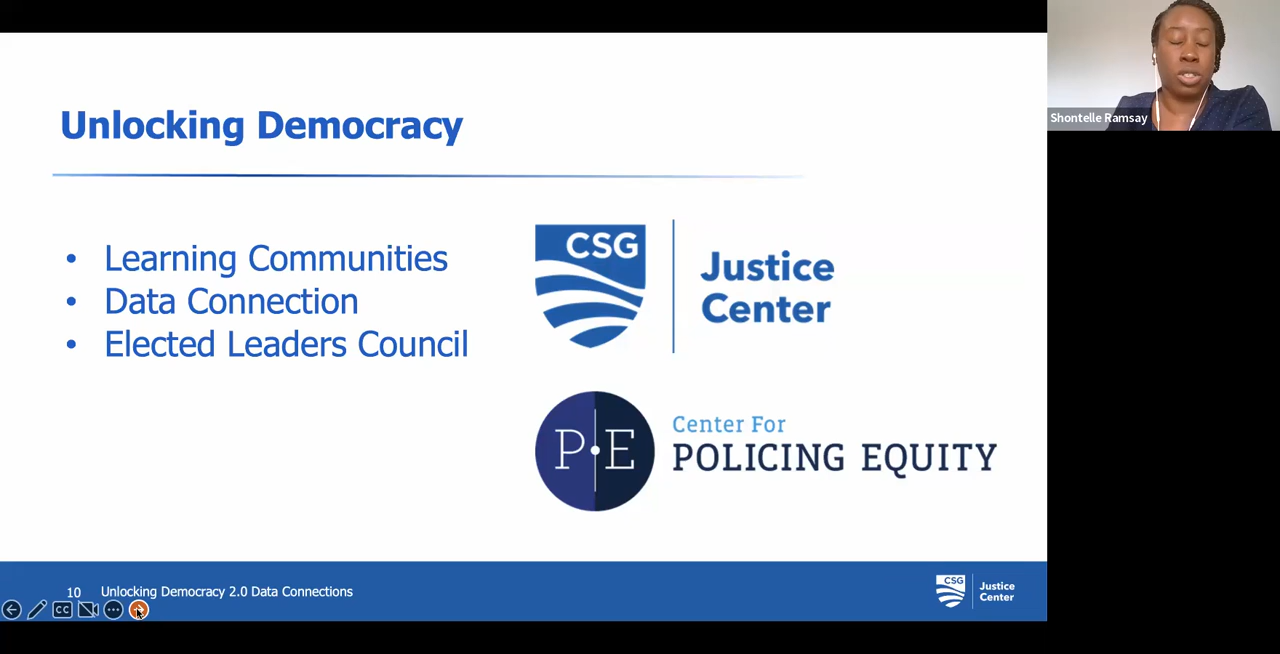 Unlocking Democracy
• Learning Communities
• Data Connection
• Elected Leaders Council
CSG
Justice
Center
P E
Center For
POLICING EQUITY
10 Unlocking Democracy 2.0 Data Connections
CSG
Justice
Center
CC
Shontelle Ramsay